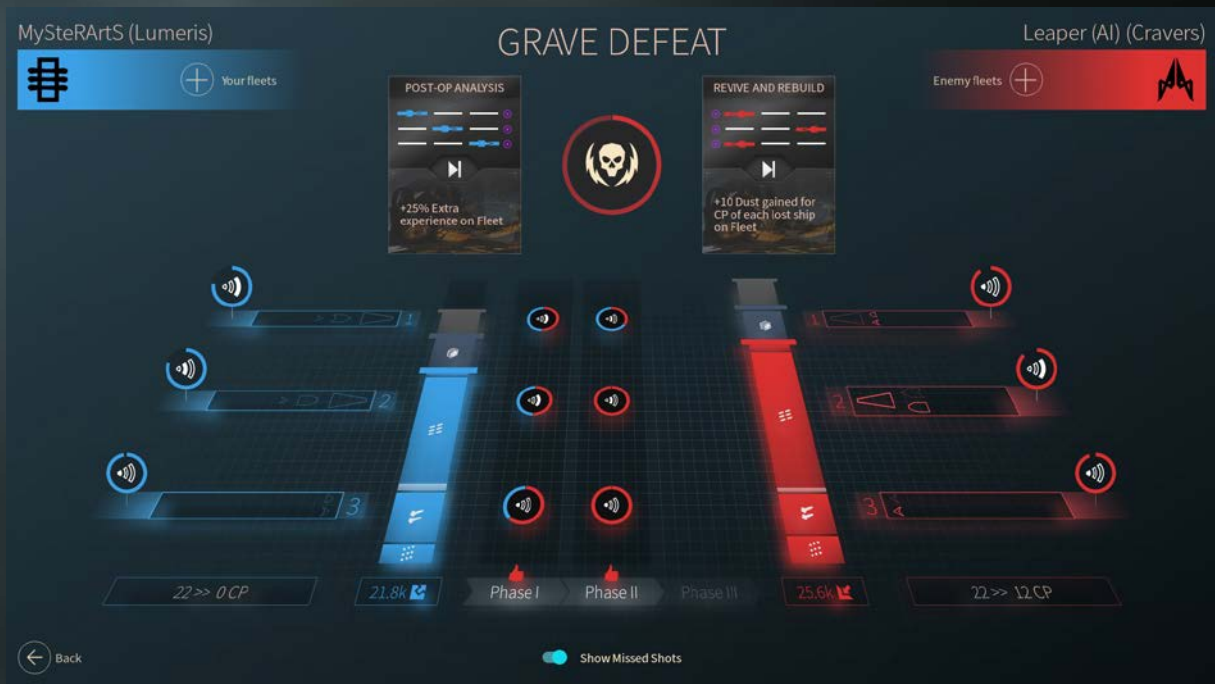 MySteRArtS (Lumeris)
GRAVE DEFEAT
Leaper (AI) (Cravers)
Your fleets
Enemy fleets
POST-OP ANALYSIS
+25% Extra
experience on Fleet
REVIVE AND REBUILD
+10 Dust gained for
CP of each lost ship
on Fleet
1
1
2
2
3
3
22 >> 0 CP
21.8k
Phase I
Phase II
Phase III
25.6k
22 >> 12 CP
Back
Show Missed Shots